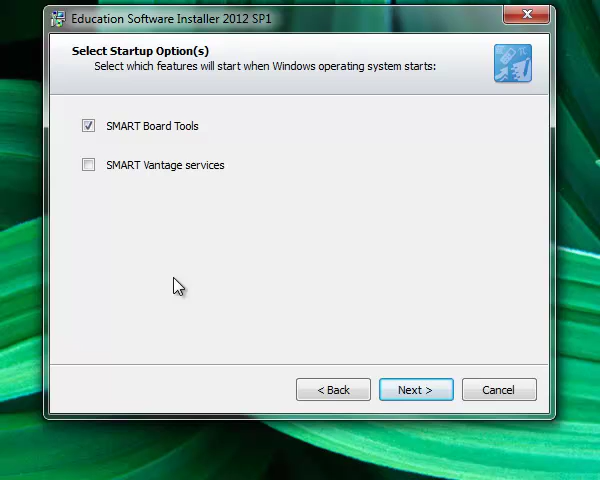 Education Software Installer 2012 SP1
Select Startup Option(s)
Select which features will start when Windows operating system starts:
SMART Board Tools
SMART Vantage services
< Back
Next >
Cancel